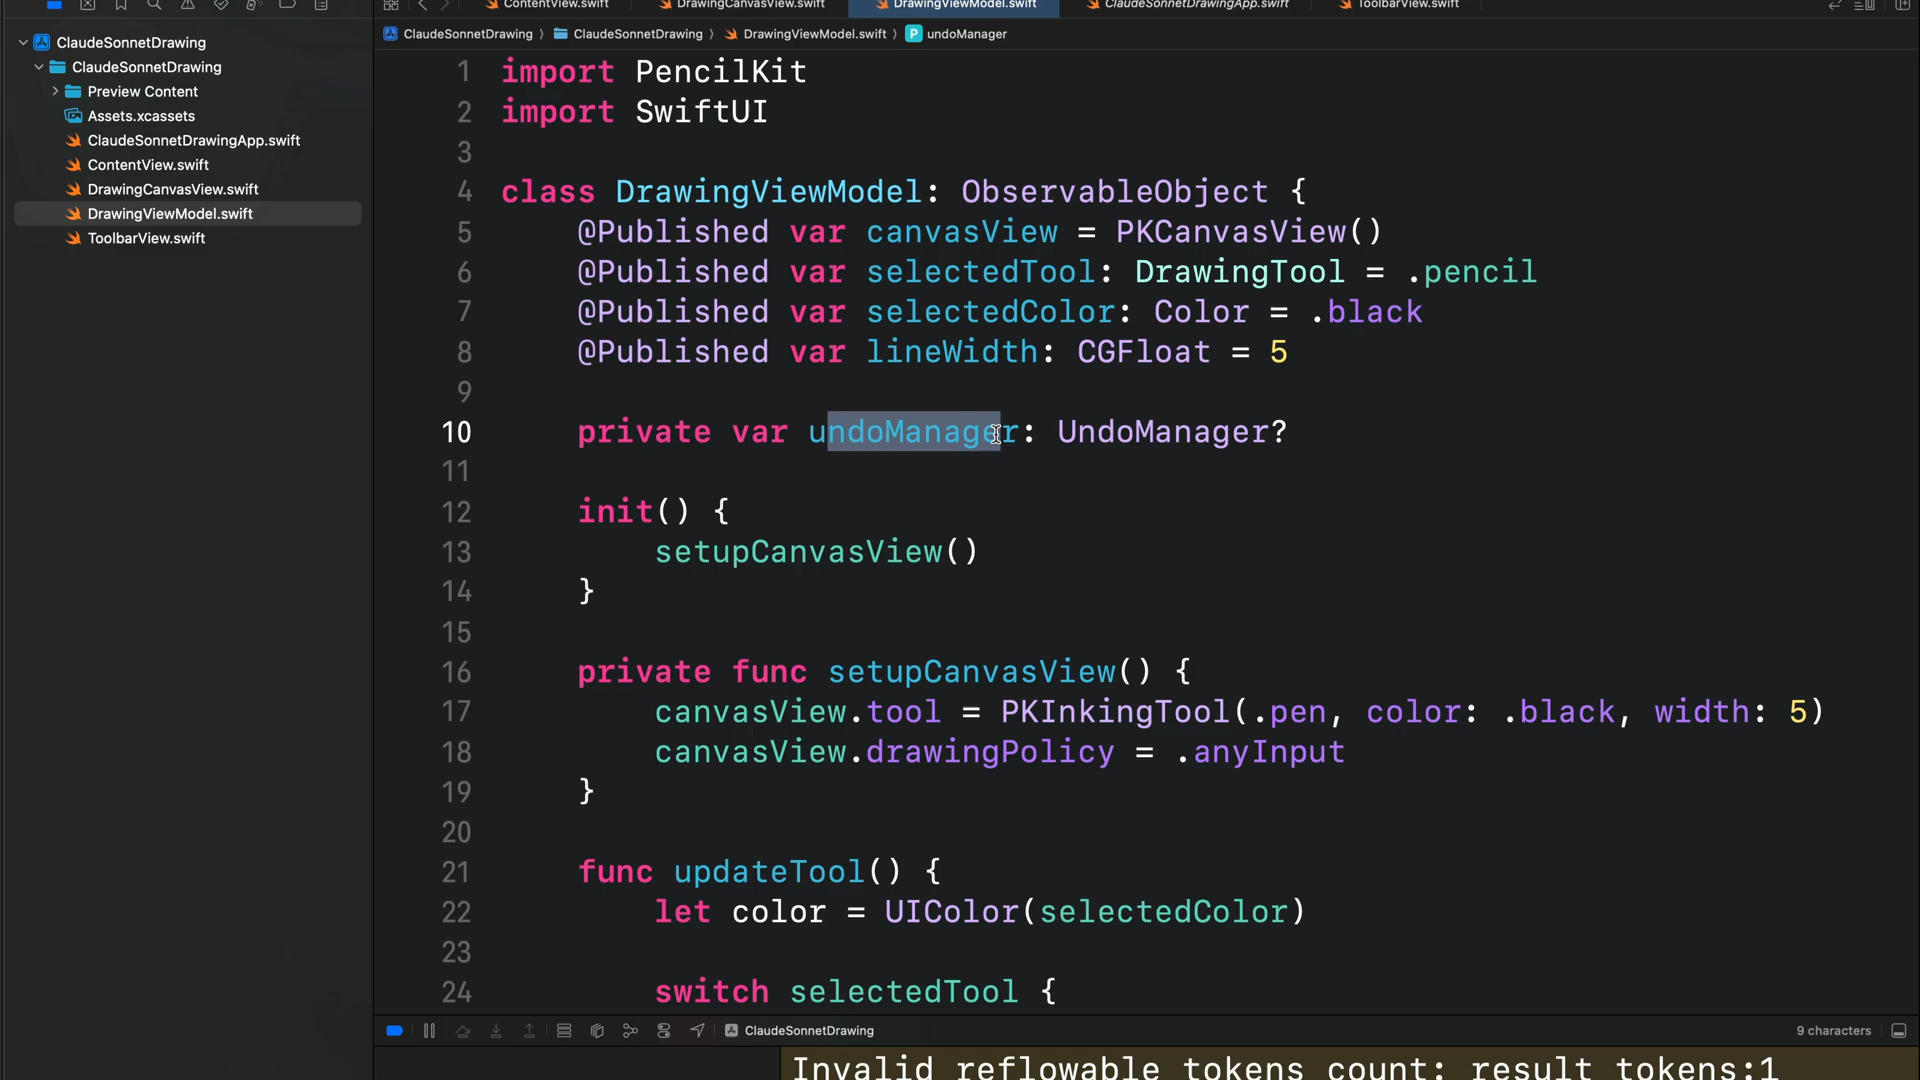 ContentView.swift
DrawingCanvasView.swift
DrawingViewModel.swift
ClaudeSonnetDrawingApp.swift
ToolbarView.swift
ClaudeSonnetDrawing
ClaudeSonnetDrawing
Preview Content
Assets.xcassets
ClaudeSonnetDrawingApp.swift
ContentView.swift
DrawingCanvasView.swift
DrawingViewModel.swift
ToolbarView.swift
ClaudeSonnetDrawing 〉 ClaudeSonnetDrawing 〉 DrawingViewModel.swift 〉 P undoManager
1 import PencilKit
2 import SwiftUI
3
4 class DrawingViewModel: ObservableObject {
5 @Published var canvasView = PKCanvasView()
6 @Published var selectedTool: DrawingTool = .pencil
7 @Published var selectedColor: Color = .black
8 @Published var lineWidth: CGFloat = 5
9
10 private var undoManager: UndoManager?
11
12 init() {
13 setupCanvasView()
14 }
15
16 private func setupCanvasView() {
17 canvasView.tool = PKInkingTool(.pen, color: .black, width: 5)
18 canvasView.drawingPolicy = .anyInput
19 }
20
21 func updateTool() {
22 let color = UIColor(selectedColor)
23
24 switch selectedTool {
ClaudeSonnetDrawing
9 characters
Invalid reflowable tokens count: result tokens:1